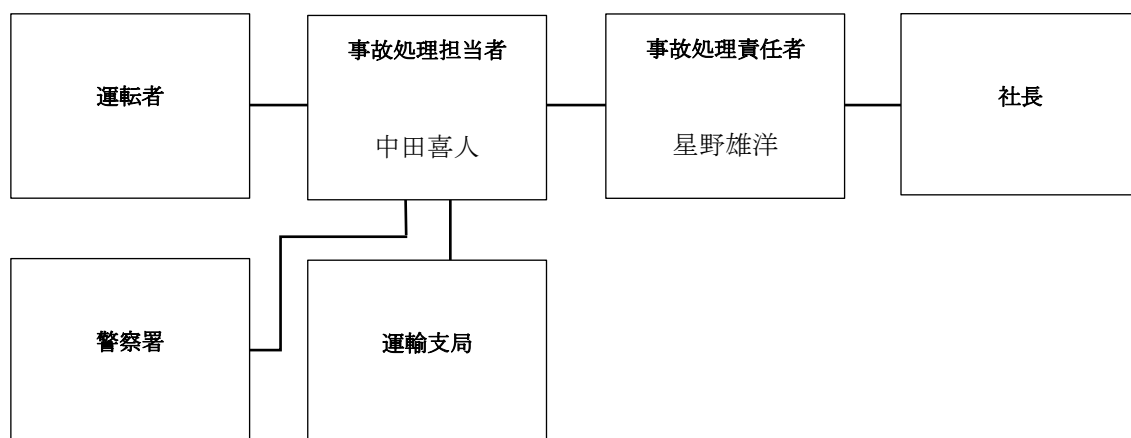 運転者
事故処理担当者
中田喜人
事故処理責任者
星野雄洋
社長
警察署
運輸支局